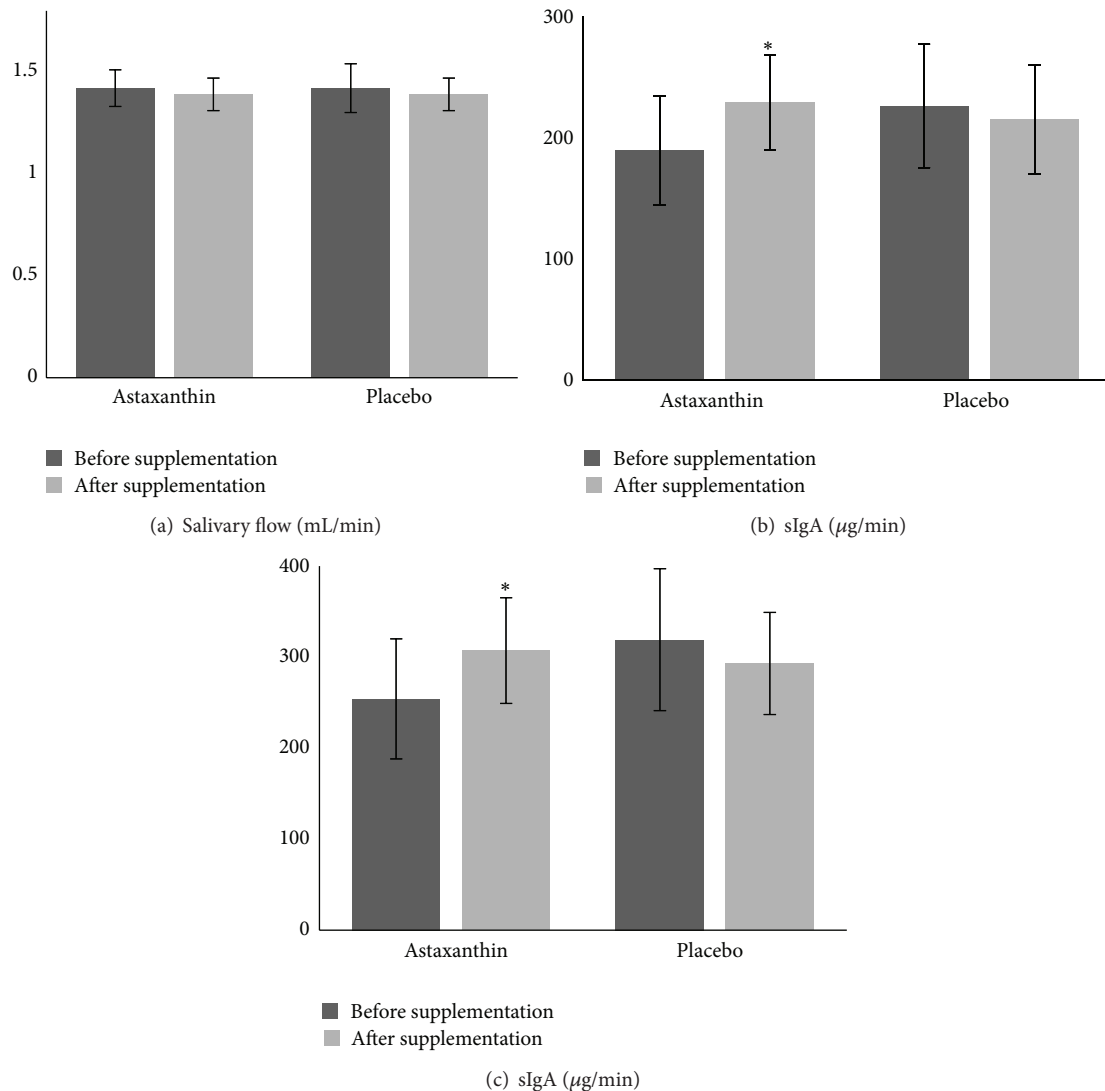 1.5
1
0.5
0
Astaxanthin Placebo
Before supplementation
After supplementation
(a) Salivary flow (mL/min)
300
*
200
100
0
Astaxanthin Placebo
Before supplementation
After supplementation
(b) sIgA (μg/min)
400
*
300
200
100
0
Astaxanthin Placebo
Before supplementation
After supplementation
(c) sIgA (μg/min)